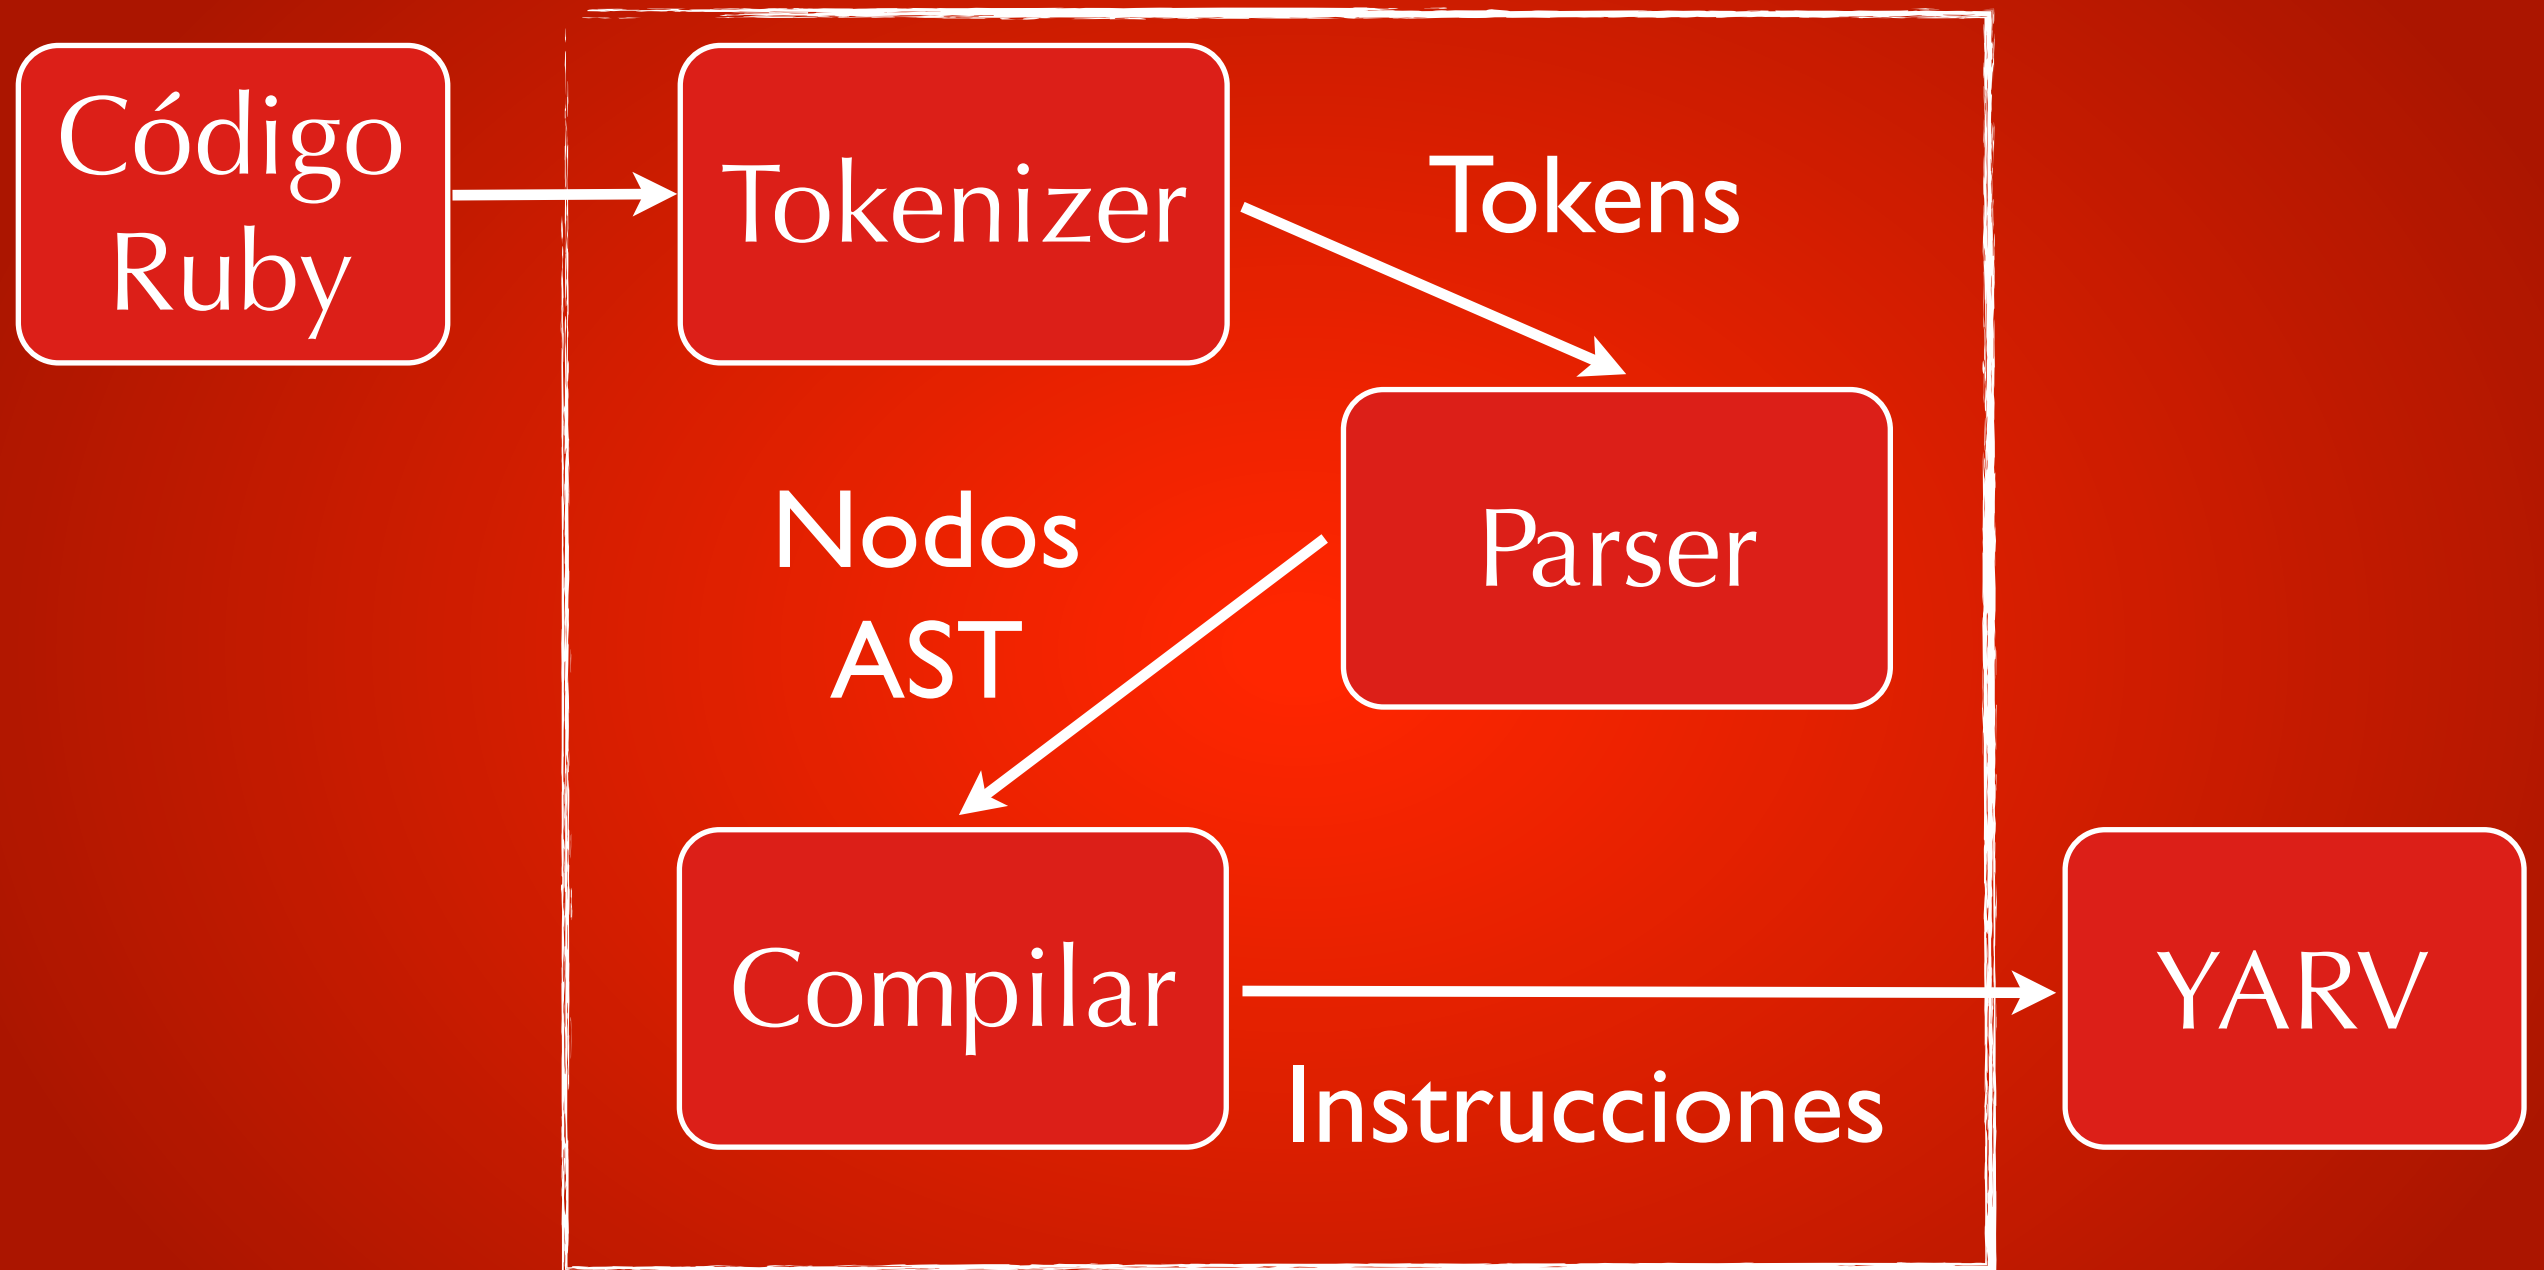 Código
Ruby
Tokenizer
Tokens
Parser
Nodos
AST
Compilar
Instrucciones
YARV